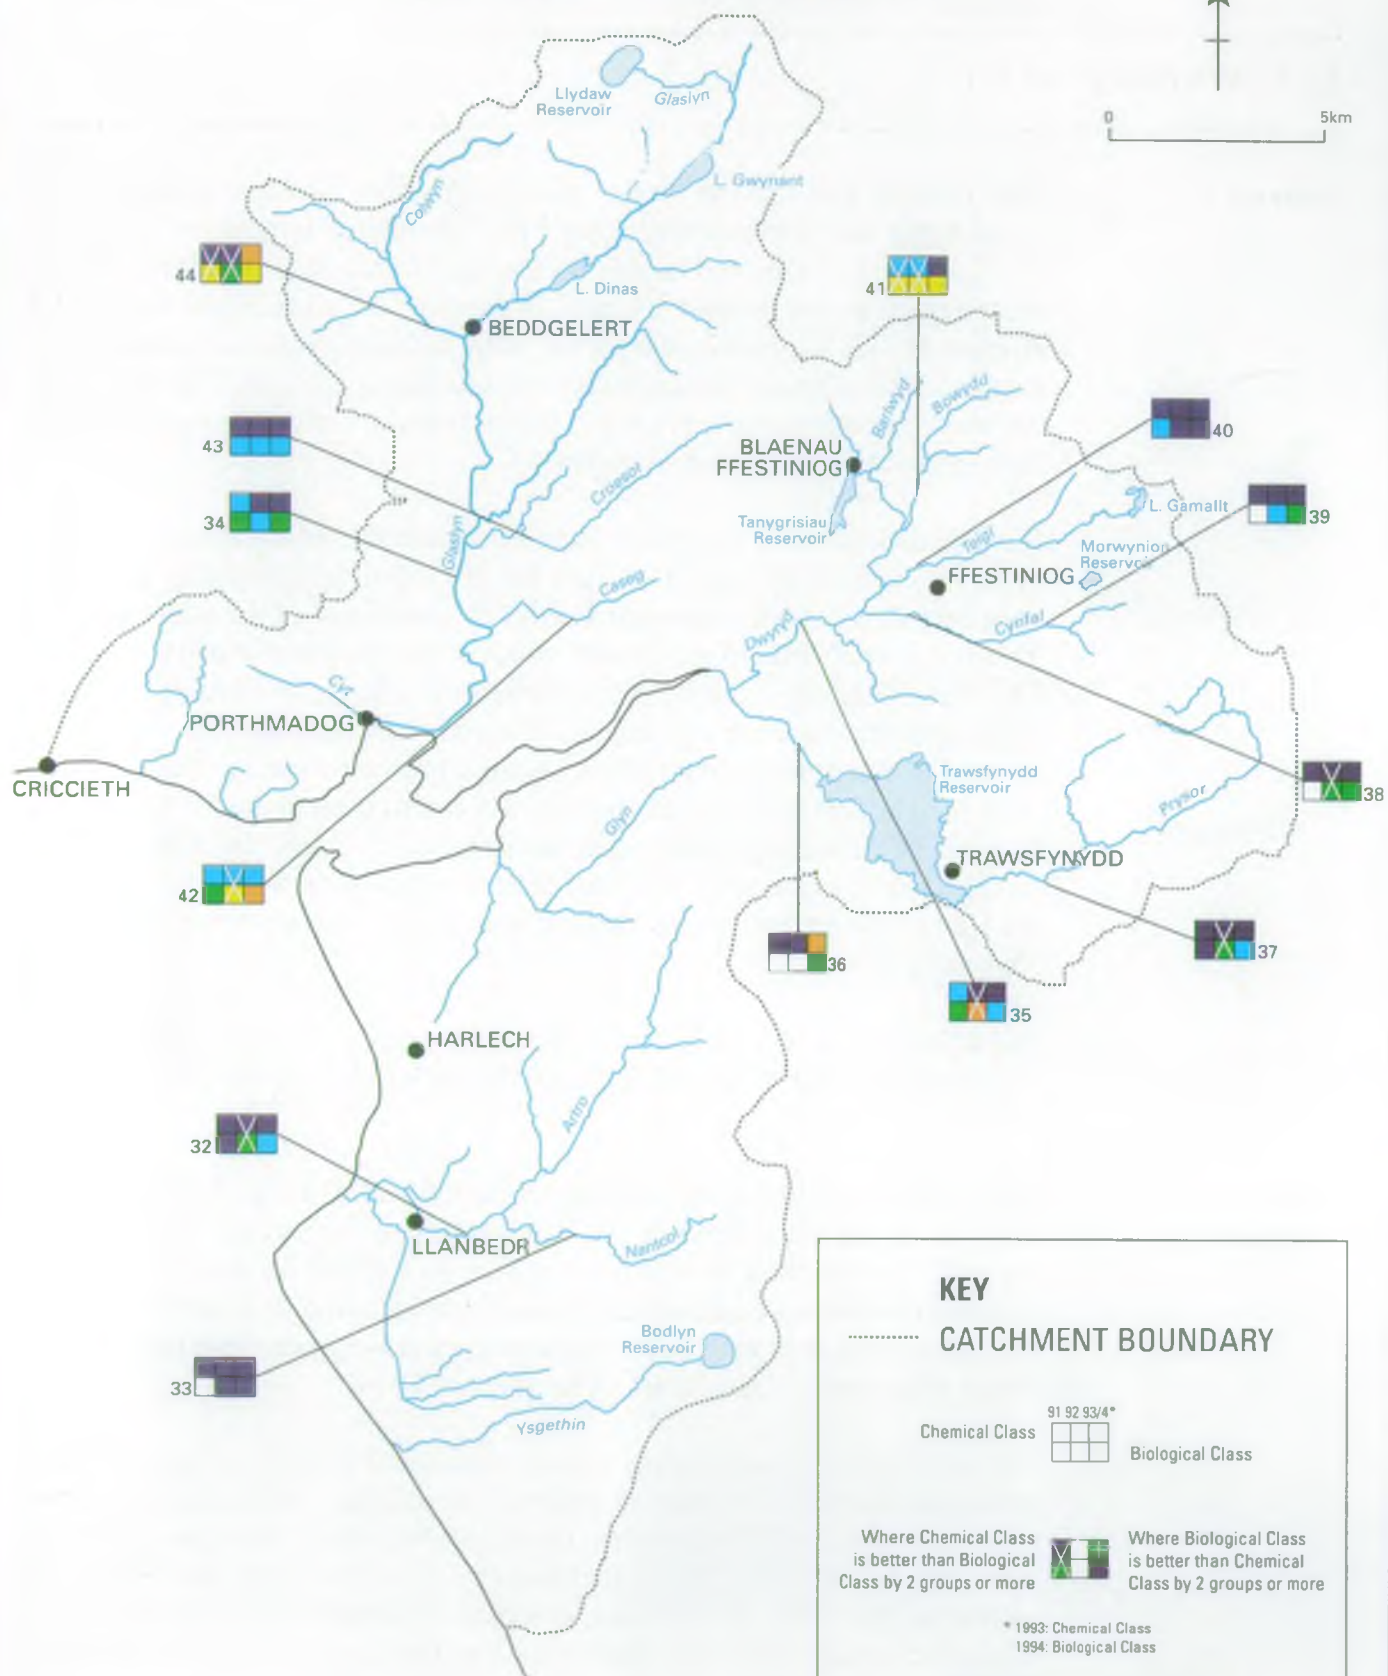 0 5km
Llydaw
Reservoir
Glaslyn
L. Gwynant
Colwyn
44
L. Dinas
BEDDGELERT
41
43
34
Croesor
Glaslyn
Caseg
Barlwyd
Bowydd
BLAENAU
FFESTINIOG
Tanygrisiau
Reservoir
40
39
L. Gamallt
Teigl
Morwynion
Reservoir
FFESTINIOG
Cynfal
Dwyryd
Cyt
PORTHMADOG
CRICCIETH
38
Trawsfynydd
Reservoir
Prysor
Glyn
TRAWSFYNYDD
42
36
37
35
HARLECH
Artro
32
LLANBEDR
Nantcol
33
Bodlyn
Reservoir
Ysgethin
KEY
CATCHMENT BOUNDARY
91 92 93/4*
Chemical Class
Biological Class
Where Chemical Class
is better than Biological
Class by 2 groups or more
Where Biological Class
is better than Chemical
Class by 2 groups or more
* 1993: Chemical Class
1994: Biological Class